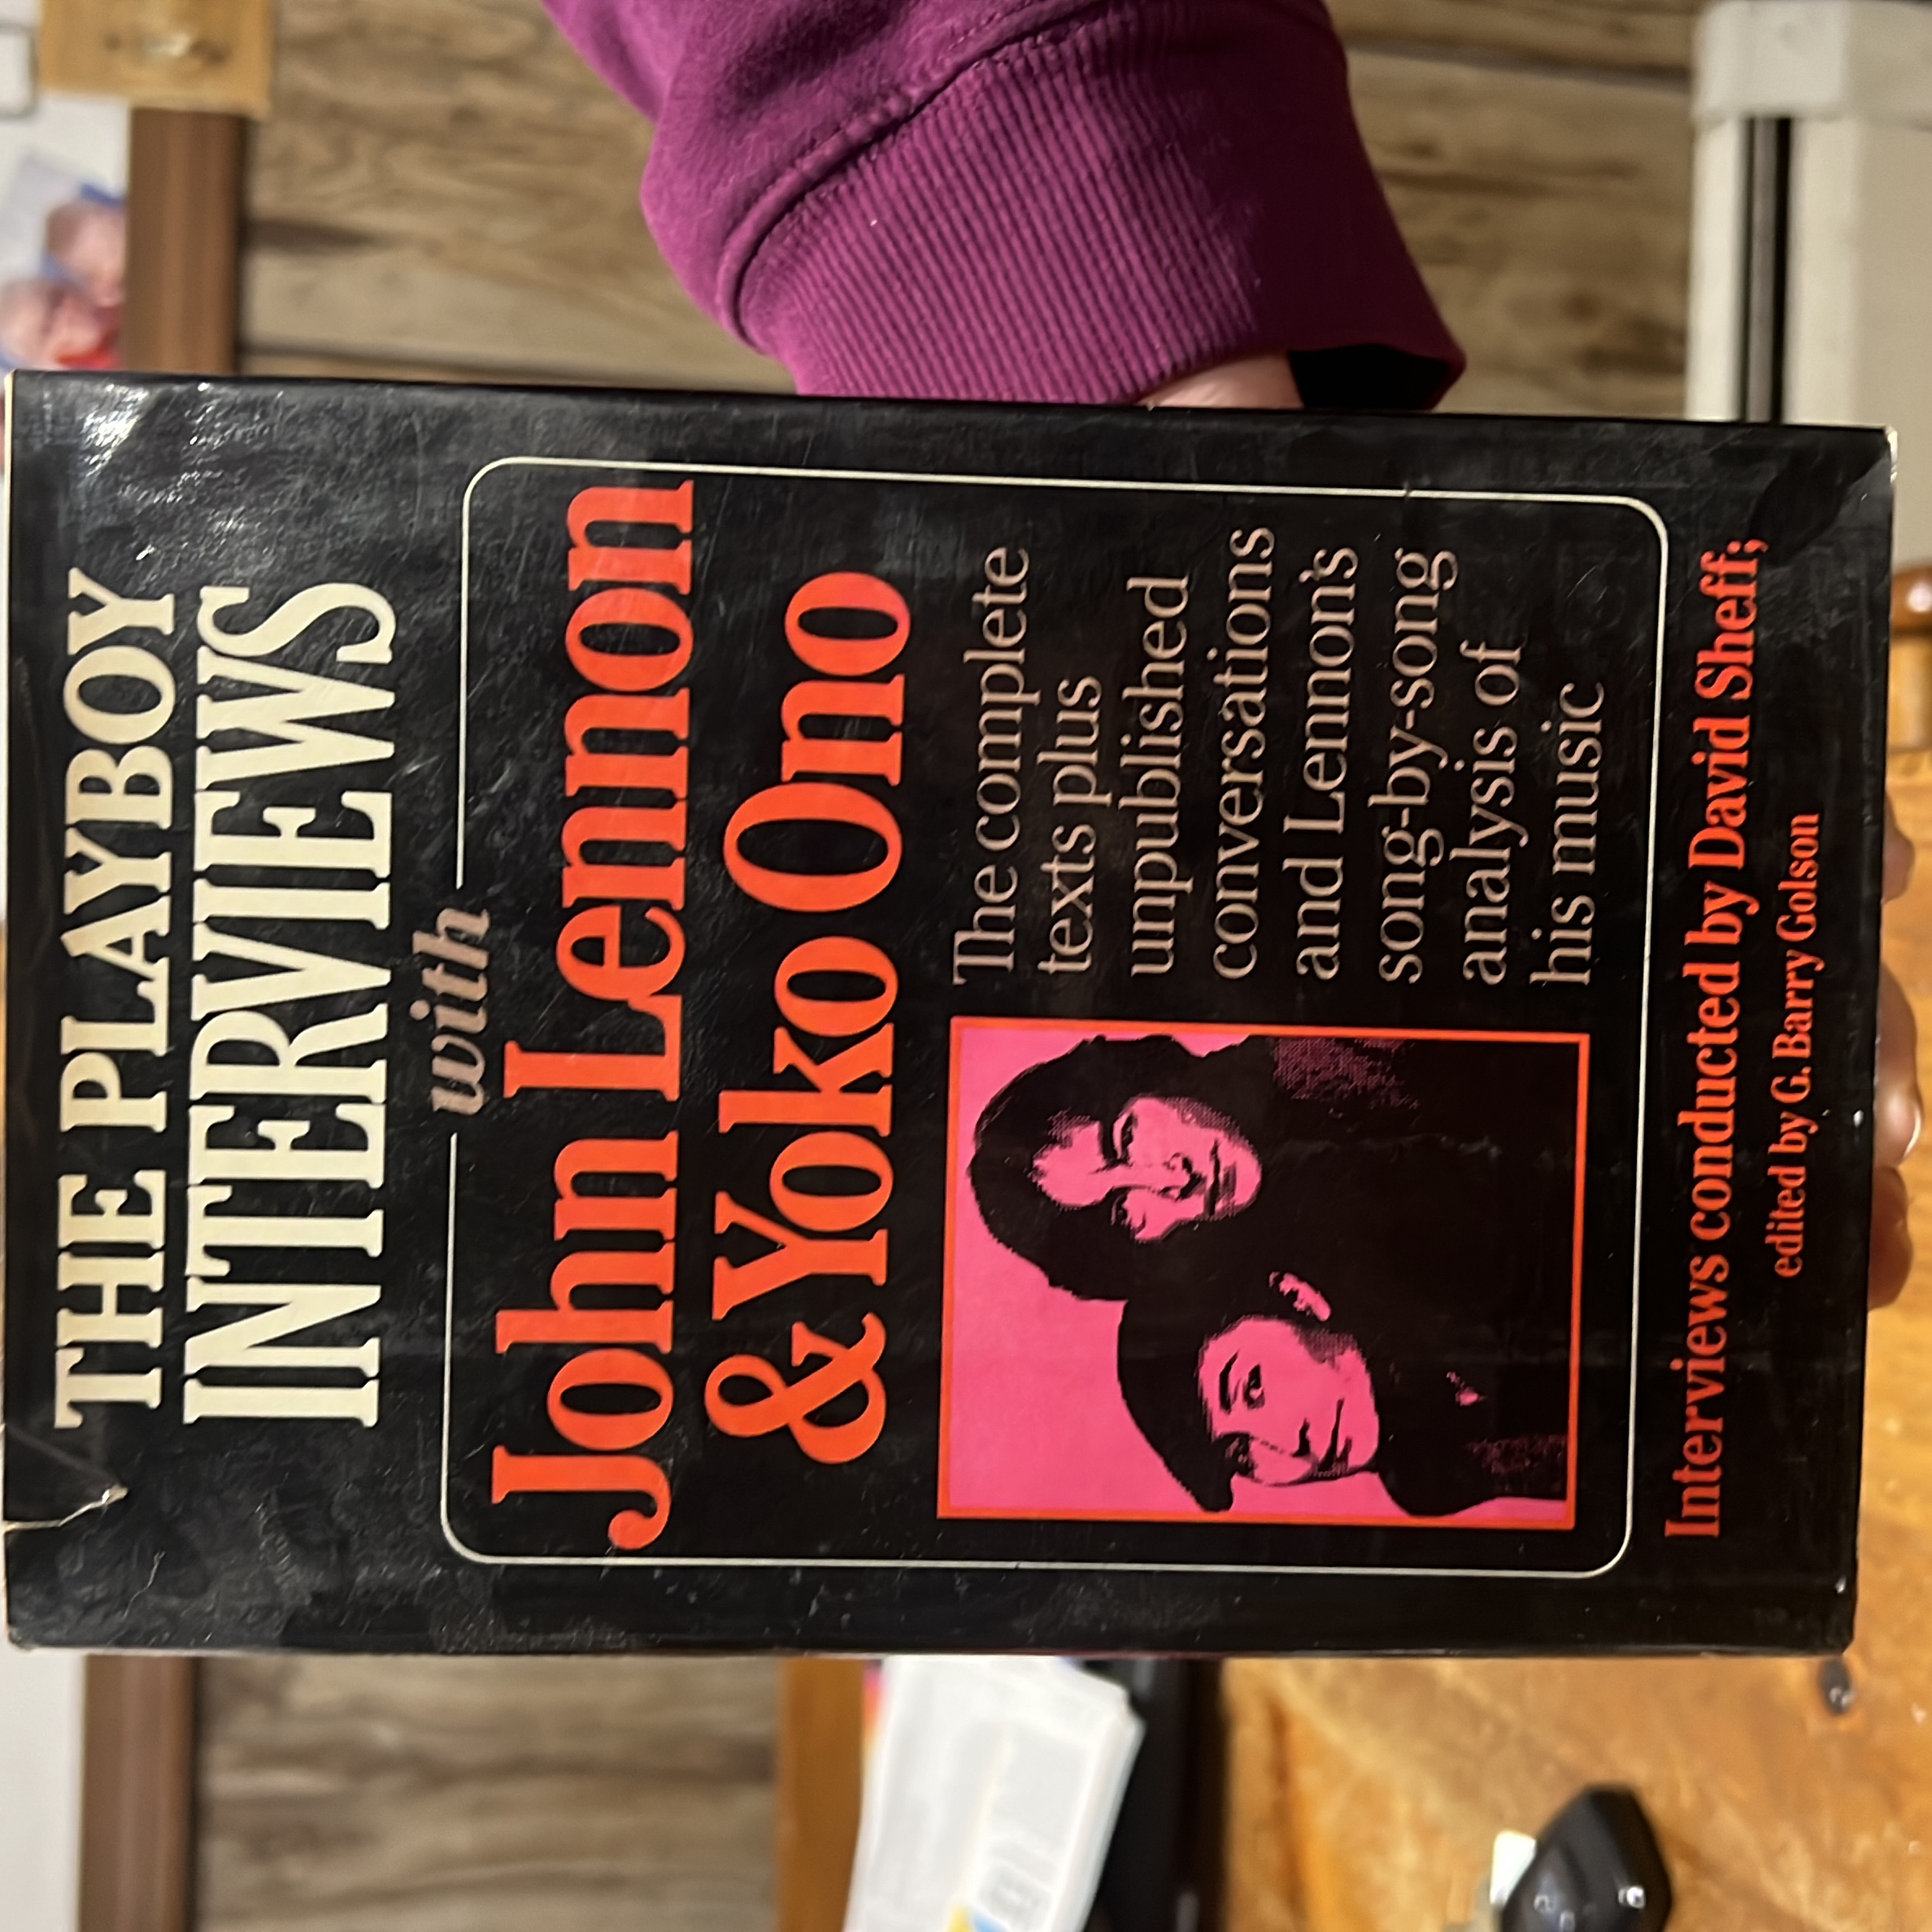 THE PLAYBOY
INTERVIEWS
with
John Lennon
& Yoko Ono
The complete
texts plus
unpublished
conversations
and Lennon's
song-by-song
analysis of
his music
Interviews conducted by David Sheff;
edited by G. Barry Golson